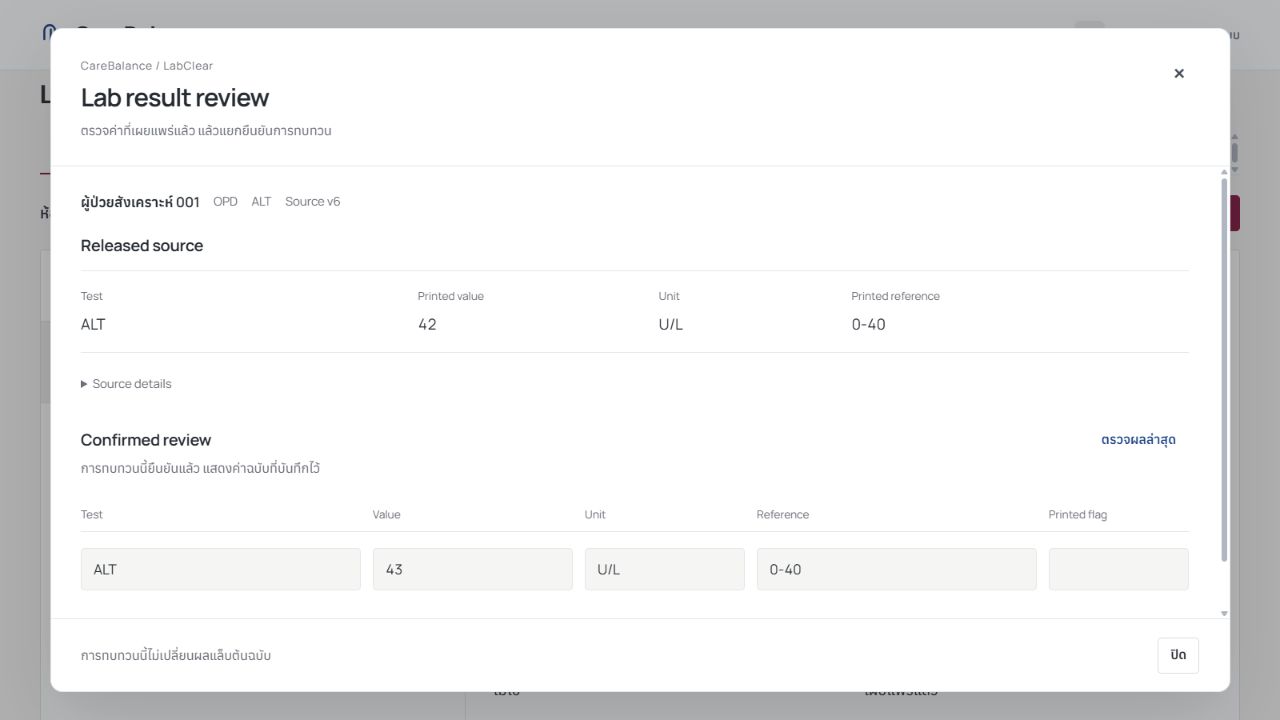 CareBalance / LabClear
Lab result review
ตรวจค่าที่เผยแพร่แล้ว แล้วแยกยืนยันการทบทวน
ผู้ป่วยสังเคราะห์ 001 OPD ALT Source v6
Released source
Test Printed value Unit Printed reference
ALT 42 U/L 0-40
Source details
Confirmed review ตรวจผลล่าสุด
การทบทวนนี้ยืนยันแล้ว แสดงค่าฉบับที่บันทึกไว้
Test Value Unit Reference Printed flag
ALT 43 U/L 0-40
การทบทวนนี้ไม่เปลี่ยนผลแล็บต้นฉบับ ปิด